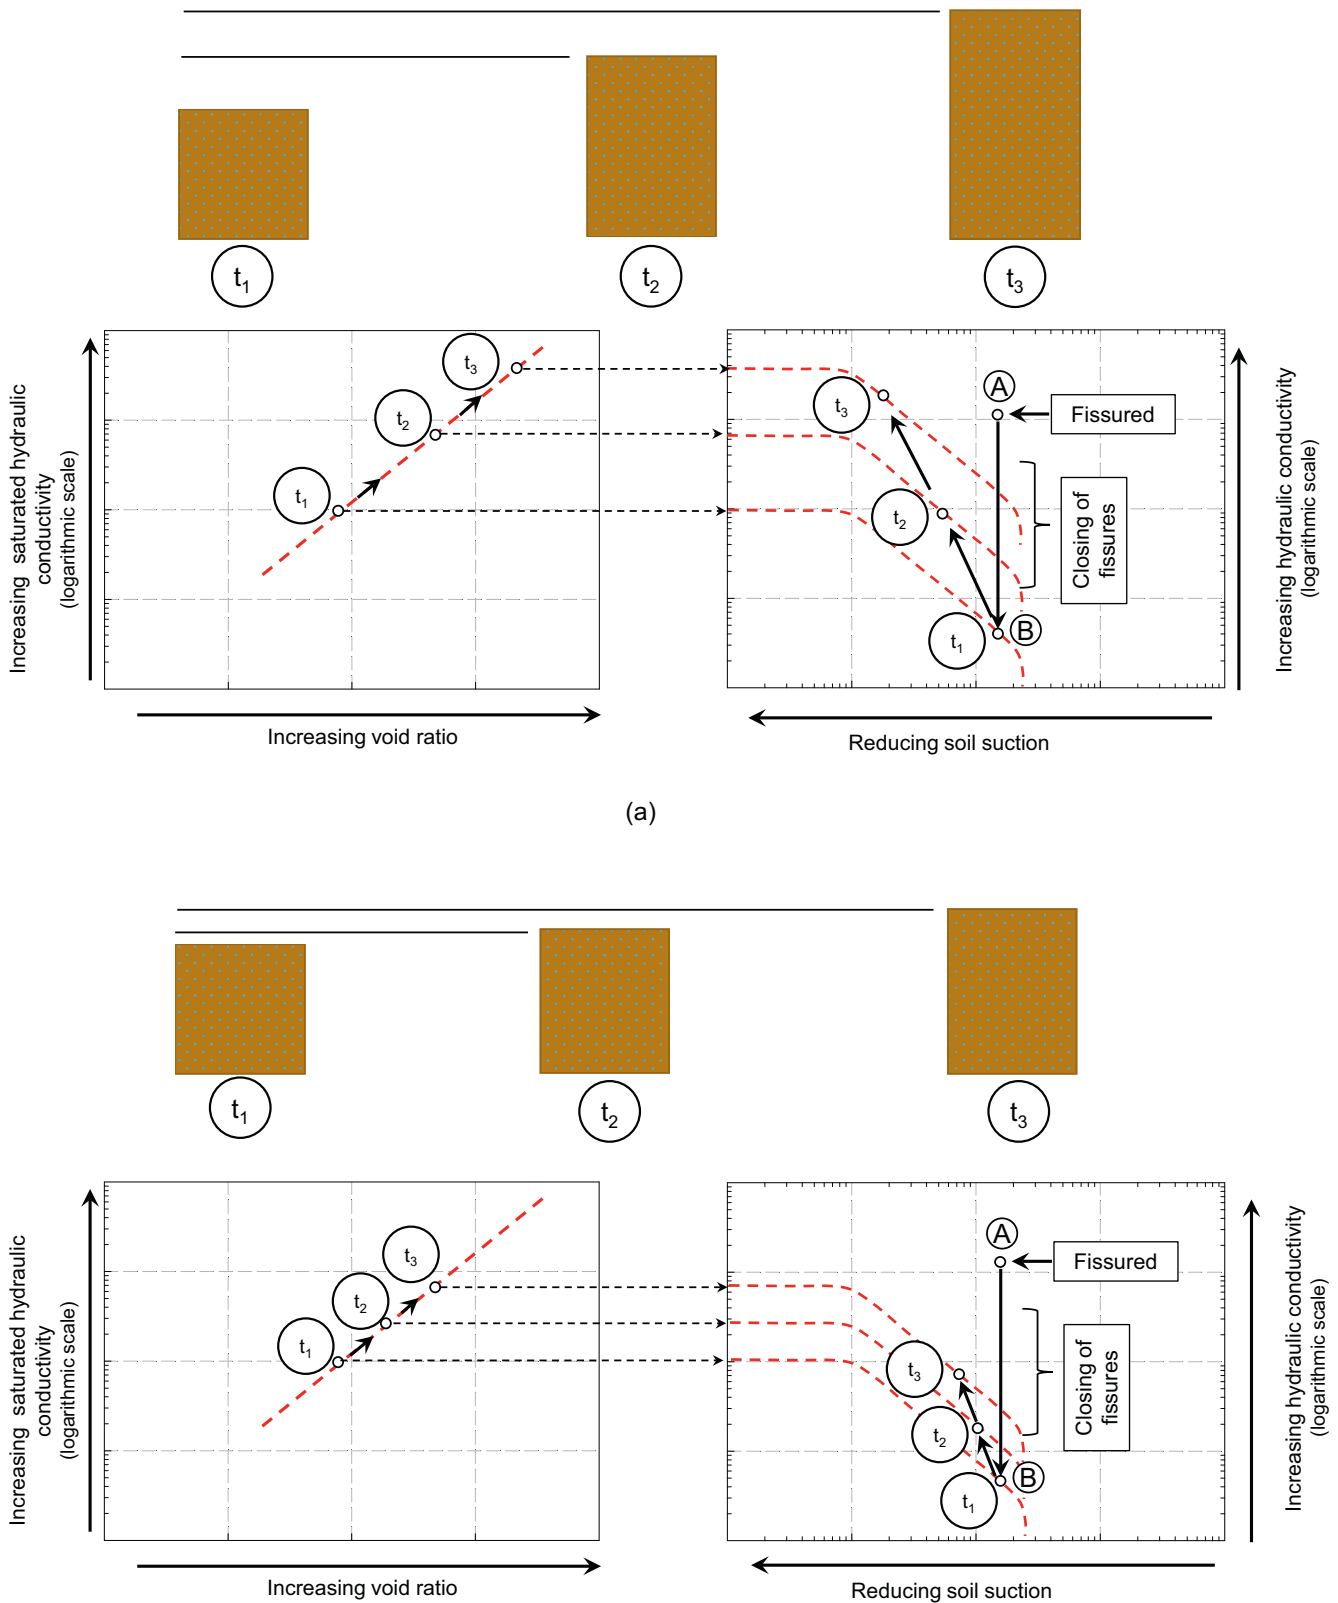 t1
t2
t3
Increasing saturated hydraulic
conductivity
(logarithmic scale)
t3
t2
t1
Increasing void ratio
A
Fissured
t3
t2
Closing of
fissures
t1
B
Reducing soil suction
Increasing hydraulic conductivity
(logarithmic scale)
(a)
t1
t2
t3
Increasing saturated hydraulic
conductivity
(logarithmic scale)
t3
t2
t1
Increasing void ratio
A
Fissured
t3
Closing of
fissures
t2
B
t1
Reducing soil suction
Increasing hydraulic conductivity
(logarithmic scale)